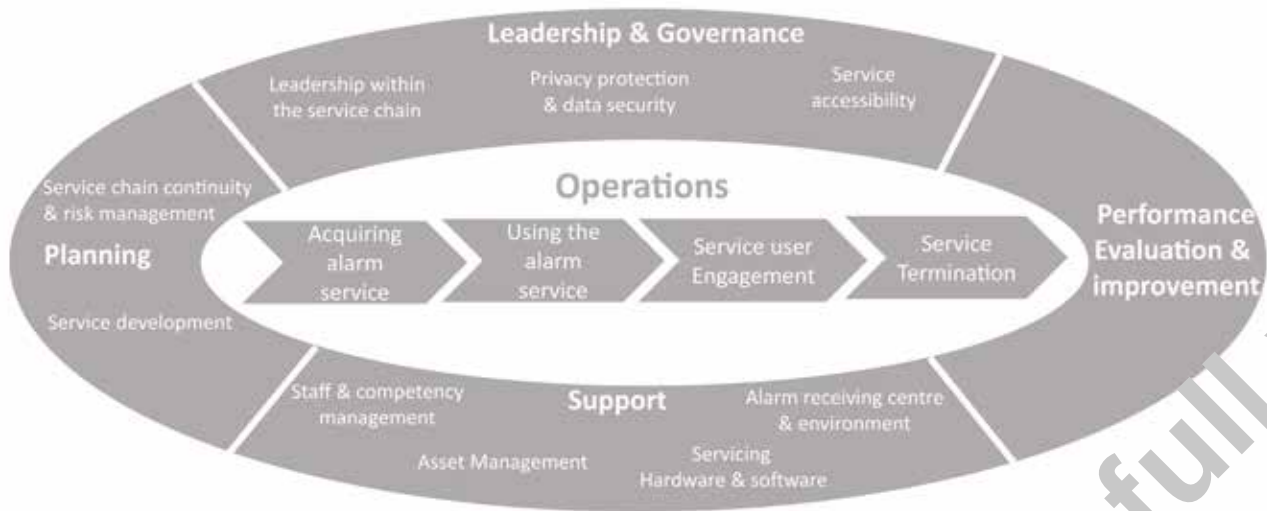 Leadership & Governance
Leadership within
the service chain
Privacy protection
& data security
Service
accessibility
Service chain continuity
& risk management
Planning
Service development
Operations
Acquiring
alarm
service
Using the
alarm
service
Service user
Engagement
Service
Termination
Performance
Evaluation &
improvement
Staff & competency
management
Support
Alarm receiving centre
& environment
Asset Management
Servicing
Hardware & software
full